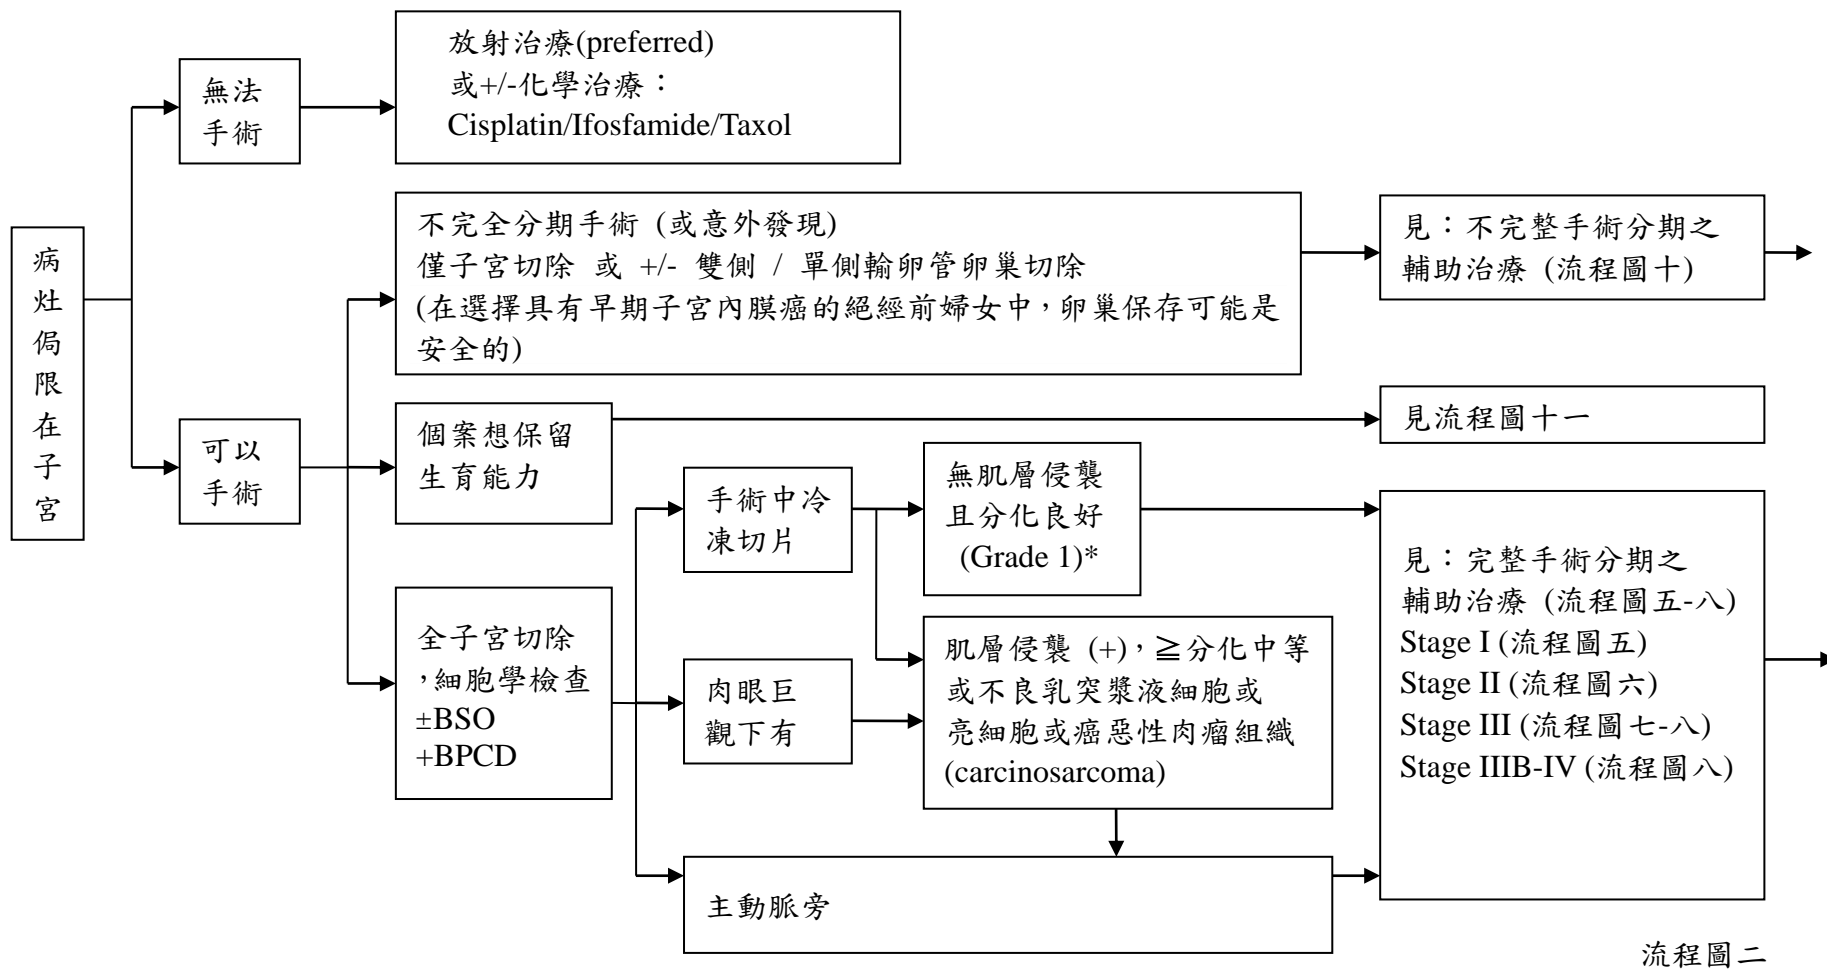 病灶侷限在子宮
無法
手術
放射治療(preferred)
或+/-化學治療：
Cisplatin/Ifosfamide/Taxol
可以
手術
不完全分期手術 (或意外發現)
僅子宮切除 或 +/- 雙側 / 單側輸卵管卵巢切除
(在選擇具有早期子宮內膜癌的絕經前婦女中，卵巢保存可能是
安全的)
見：不完整手術分期之
輔助治療 (流程圖十)
個案想保留
生育能力
見流程圖十一
全子宮切除
，細胞學檢查
±BSO
+BPCD
手術中冷
凍切片
無肌層侵襲
且分化良好
(Grade 1)*
肉眼巨
觀下有
肌層侵襲 (+)，≧分化中等
或不良乳突漿液細胞或
亮細胞或癌惡性肉瘤組織
(carcinosarcoma)
主動脈旁
見：完整手術分期之
輔助治療 (流程圖五-八)
Stage I (流程圖五)
Stage II (流程圖六)
Stage III (流程圖七-八)
Stage IIIB-IV (流程圖八)
流程圖二